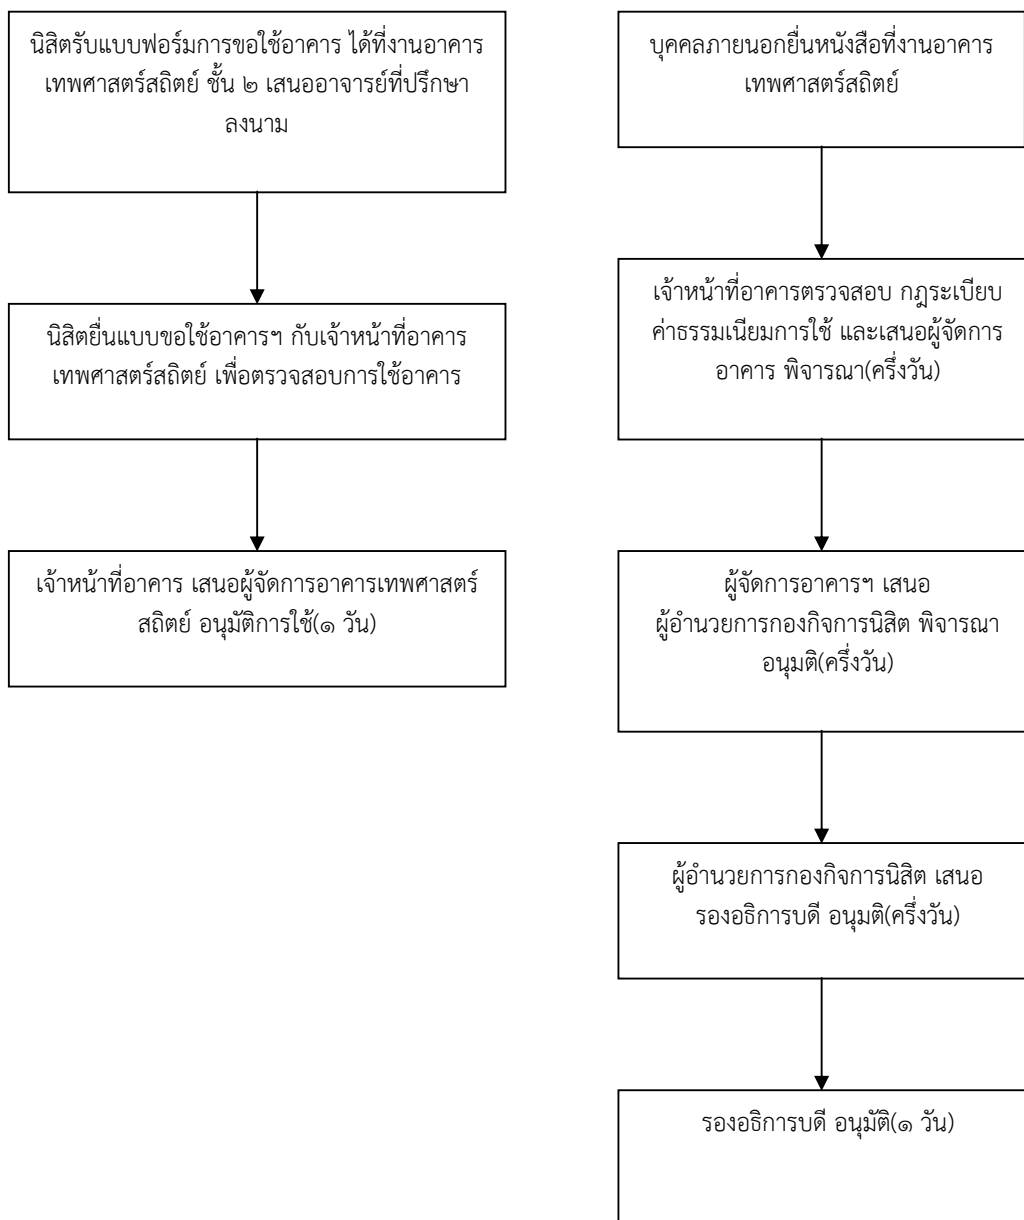 นิสิตรับแบบฟอร์มการขอใช้อาคาร ได้ที่งานอาคาร
เทพศาสตร์สถิตย์ ชั้น ๒ เสนออาจารย์ที่ปรึกษา
ลงนาม
นิสิตยื่นแบบขอใช้อาคารฯ กับเจ้าหน้าที่อาคาร
เทพศาสตร์สถิตย์ เพื่อตรวจสอบการใช้อาคาร
เจ้าหน้าที่อาคาร เสนอผู้จัดการอาคารเทพศาสตร์
สถิตย์ อนุมัติการใช้(๑ วัน)
บุคคลภายนอกยื่นหนังสือที่งานอาคาร
เทพศาสตร์สถิตย์
เจ้าหน้าที่อาคารตรวจสอบ กฎระเบียบ
ค่าธรรมเนียมการใช้ และเสนอผู้จัดการ
อาคาร พิจารณา(ครึ่งวัน)
ผู้จัดการอาคารฯ เสนอ
ผู้อำนวยการกองกิจการนิสิต พิจารณา
อนุมติ(ครึ่งวัน)
ผู้อำนวยการกองกิจการนิสิต เสนอ
รองอธิการบดี อนุมติ(ครึ่งวัน)
รองอธิการบดี อนุมัติ(๑ วัน)